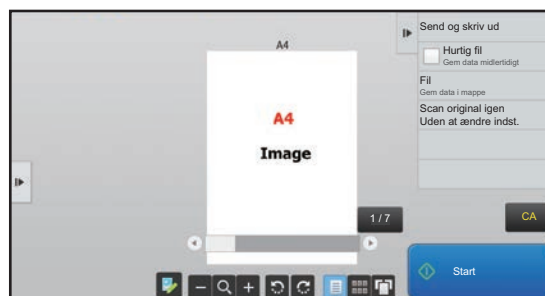 A4
A4
Image
1 / 7
Send og skriv ud
Hurtig fil
Gem data midlertidigt
Fil
Gem data i mappe
Scan original igen
Uden at ændre indst.
CA
Start